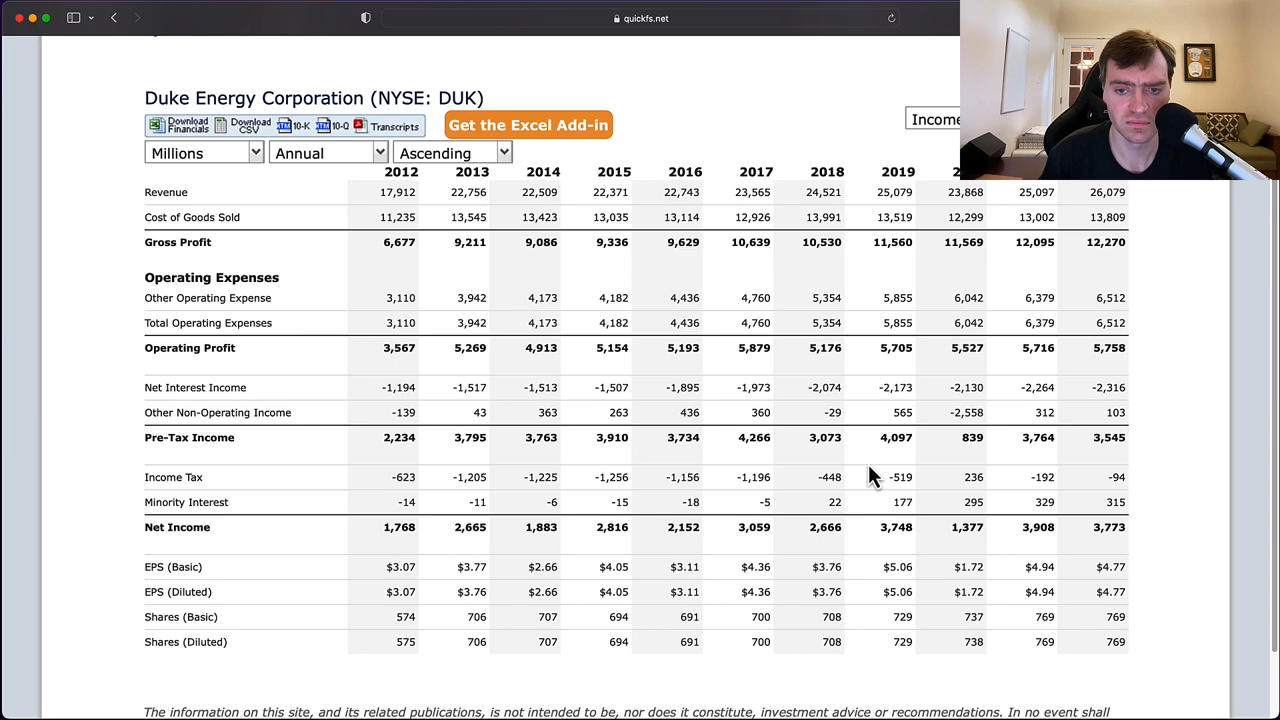 quickfs.net
Duke Energy Corporation (NYSE: DUK)
Download Financials Download CSV 10-K 10-Q Transcripts Get the Excel Add-in
Incom
Millions Annual Ascending
2012 2013 2014 2015 2016 2017 2018 2019 2
Revenue 17,912 22,756 22,509 22,371 22,743 23,565 24,521 25,079 23,868 25,097 26,079
Cost of Goods Sold 11,235 13,545 13,423 13,035 13,114 12,926 13,991 13,519 12,299 13,002 13,809
Gross Profit 6,677 9,211 9,086 9,336 9,629 10,639 10,530 11,560 11,569 12,095 12,270
Operating Expenses
Other Operating Expense 3,110 3,942 4,173 4,182 4,436 4,760 5,354 5,855 6,042 6,379 6,512
Total Operating Expenses 3,110 3,942 4,173 4,182 4,436 4,760 5,354 5,855 6,042 6,379 6,512
Operating Profit 3,567 5,269 4,913 5,154 5,193 5,879 5,176 5,705 5,527 5,716 5,758
Net Interest Income -1,194 -1,517 -1,513 -1,507 -1,895 -1,973 -2,074 -2,173 -2,130 -2,264 -2,316
Other Non-Operating Income -139 43 363 263 436 360 -29 565 -2,558 312 103
Pre-Tax Income 2,234 3,795 3,763 3,910 3,734 4,266 3,073 4,097 839 3,764 3,545
Income Tax -623 -1,205 -1,225 -1,256 -1,156 -1,196 -448 -519 236 -192 -94
Minority Interest -14 -11 -6 -15 -18 -5 22 177 295 329 315
Net Income 1,768 2,665 1,883 2,816 2,152 3,059 2,666 3,748 1,377 3,908 3,773
EPS (Basic) $3.07 $3.77 $2.66 $4.05 $3.11 $4.36 $3.76 $5.06 $1.72 $4.94 $4.77
EPS (Diluted) $3.07 $3.76 $2.66 $4.05 $3.11 $4.36 $3.76 $5.06 $1.72 $4.94 $4.77
Shares (Basic) 574 706 707 694 691 700 708 729 737 769 769
Shares (Diluted) 575 706 707 694 691 700 708 729 738 769 769
The information on this site, and its related publications, is not intended to be, nor does it constitute, investment advice or recommendations. In no event shall